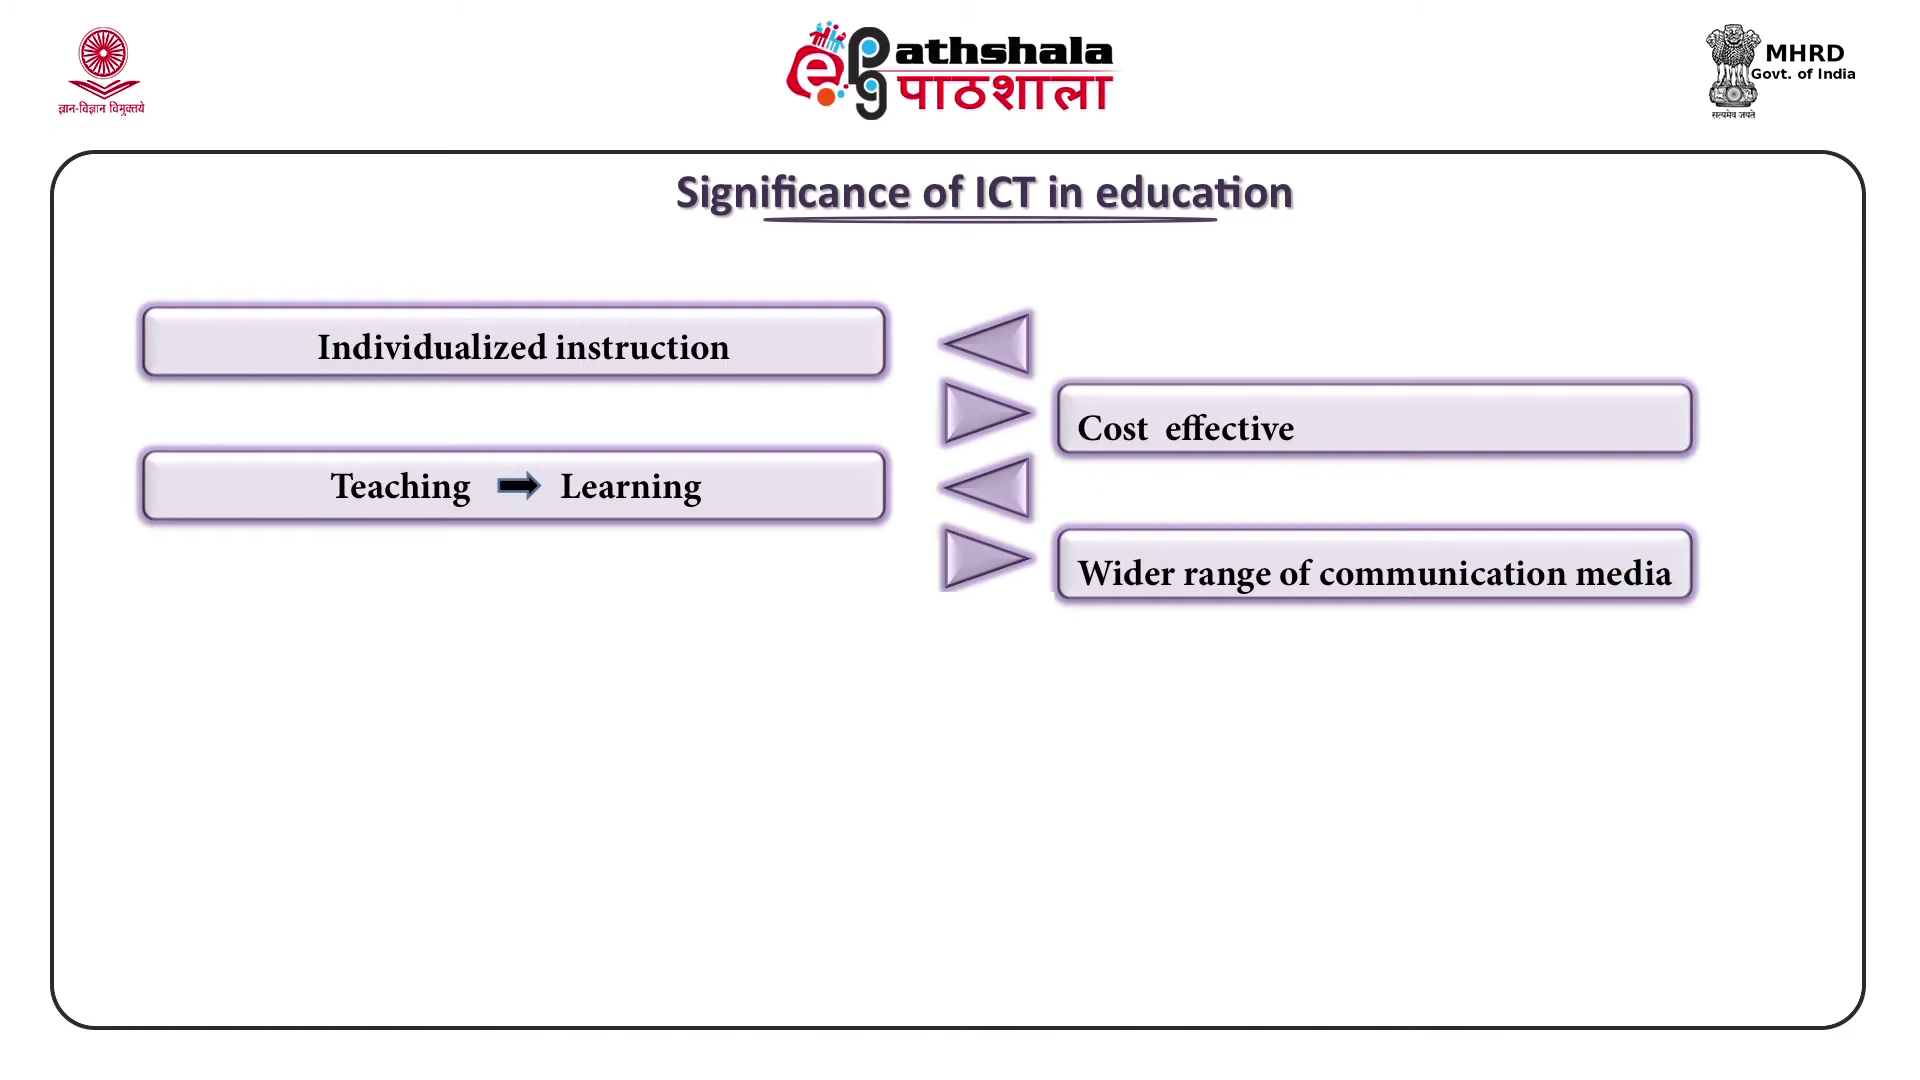 ज्ञान-विज्ञान विमुक्तये
e
PG
athshala
पाठशाला
MHRD
Govt. of India
सत्यमेव जयते
Significance of ICT in education
Individualized instruction
Cost effective
Teaching ➡ Learning
Wider range of communication media